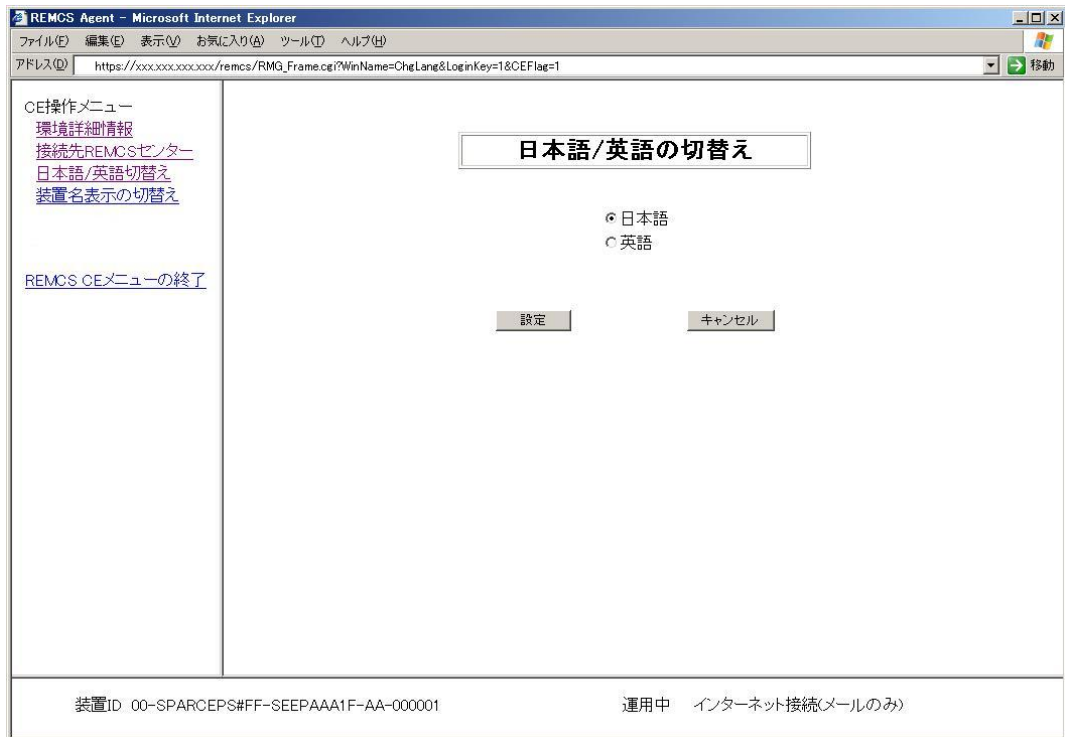 REMCS Agent - Microsoft Internet Explorer
ファイル(F) 編集(E) 表示(V) お気に入り(A) ツール(T) ヘルプ(H)
アドレス(D) https://xxx.xxx.xxx.xxx/remcs/RMG_Frame.cgi?WinName=ChgLang&LoginKey=1&CEFlag=1 移動
CE操作メニュー
環境詳細情報
接続先REMCSセンター
日本語/英語切替え
装置名表示の切替え
REMCS CEメニューの終了
日本語/英語の切替え
日本語
英語
設定 キャンセル
装置ID 00-SPARCEPS#FF-SEEPAAA1F-AA-000001 運用中 インターネット接続(メールのみ)